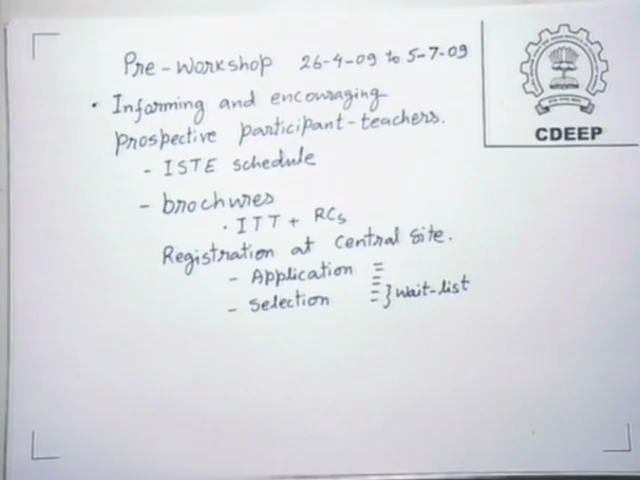 Pre-Workshop 26-4-09 to 5-7-09
• Informing and encouraging
prospective participant-teachers.
- ISTE schedule
- brochures
• ITT + RCs
Registration at central site.
- Application
- Selection } wait-list
CDEEP